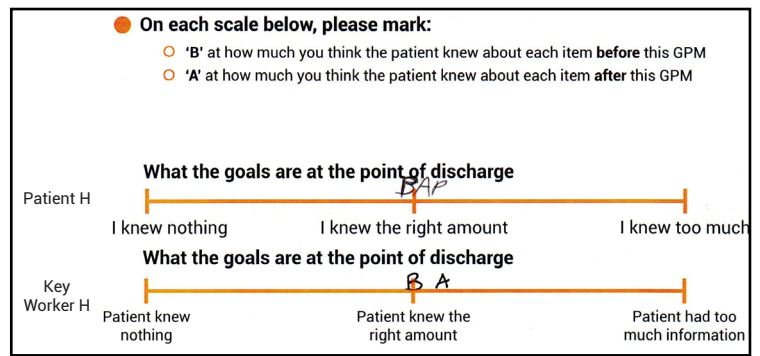 On each scale below, please mark:
'B' at how much you think the patient knew about each item before this GPM
'A' at how much you think the patient knew about each item after this GPM
What the goals are at the point of discharge
BAP
Patient H
I knew nothing I knew the right amount I knew too much
What the goals are at the point of discharge
B A
Key Worker H
Patient knew nothing Patient knew the right amount Patient had too much information